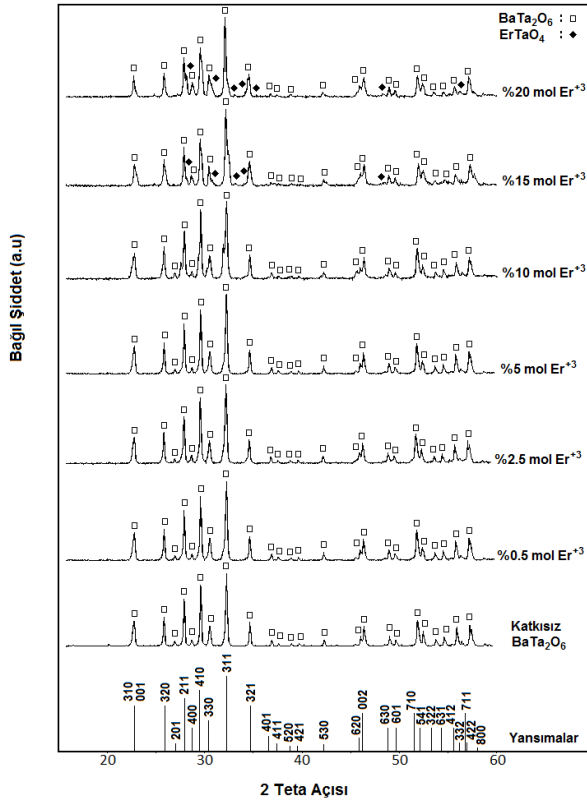 BaTa₂O₆ : □
ErTaO₄ : ◆
%20 mol Er⁺³
%15 mol Er⁺³
%10 mol Er⁺³
%5 mol Er⁺³
%2.5 mol Er⁺³
%0.5 mol Er⁺³
Katkısız
BaTa₂O₆
Bağıl Şiddet (a.u)
310
001
320
201
211
400
410
330
311
321
401
411
520
421
530
620
002
630
601
710
541
322
631
412
332
711
422
800
Yansımalar
20 30 40 50 60
2 Teta Açısı